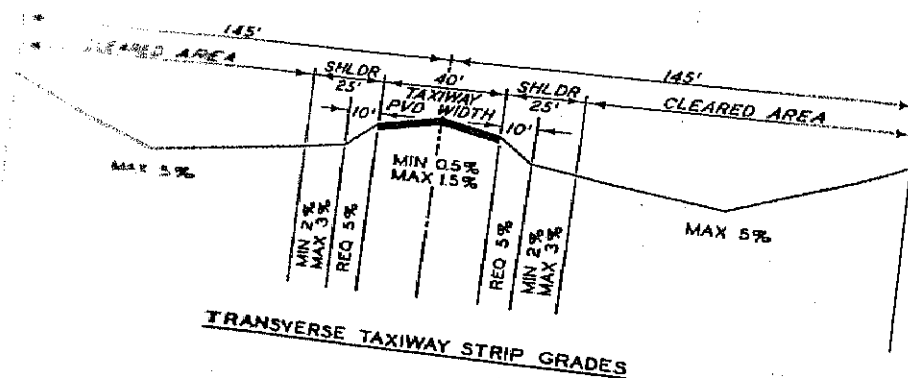 145'
145'
CLEARED AREA
SHLDR
25'
40'
TAXIWAY
PVD WIDTH
SHLDR
25'
CLEARED AREA
10'
10'
MAX 5%
MIN 0.5%
MAX 1.5%
MAX 5%
MIN 2%
MAX 3%
REQ 5%
REQ 5%
MIN 2%
MAX 3%
TRANSVERSE TAXIWAY STRIP GRADES